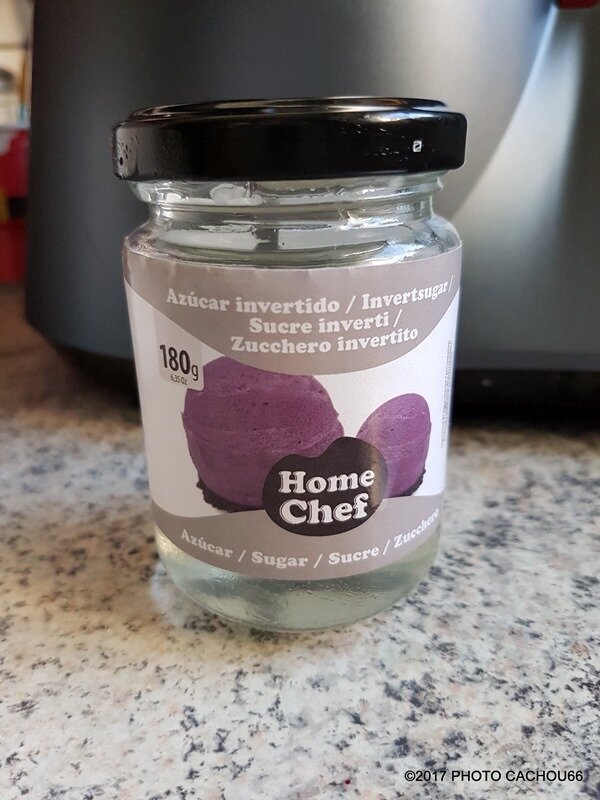 Azúcar invertido / Invertsugar/
Sucre inverti /
Zucchero invertito
180g
Home
Chef
Azúcar / Sugar / Sucre / Zucchero
©2017 PHOTO CACHOU66